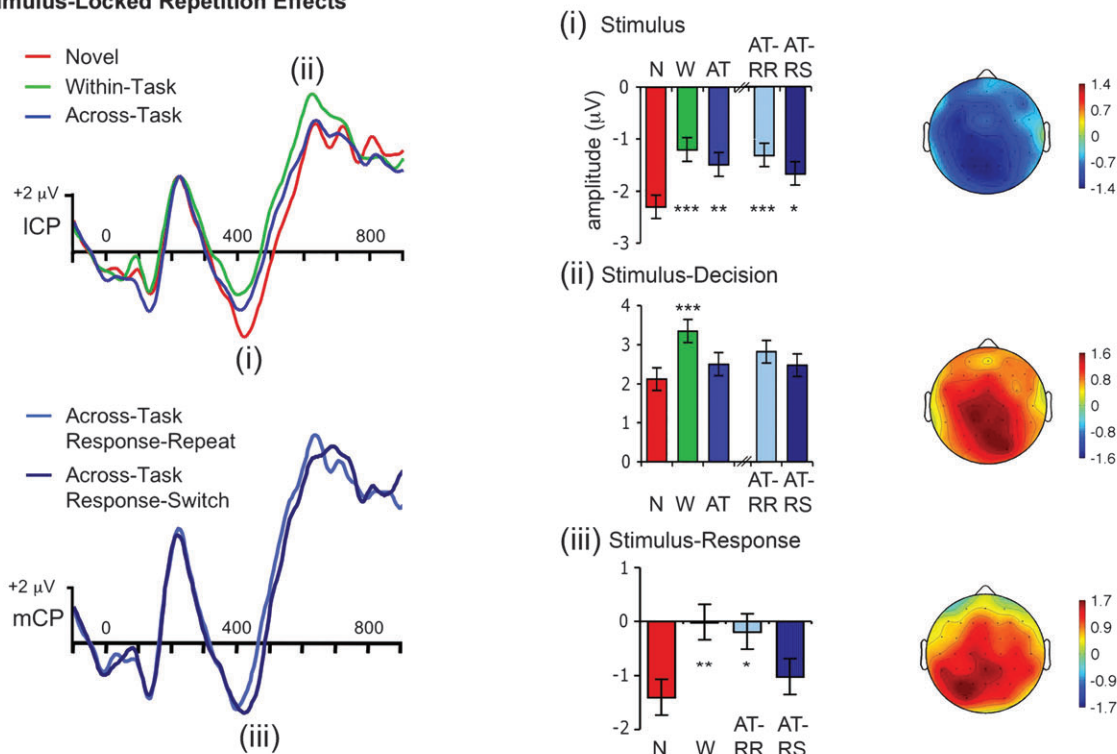 mulus-Locked Repetition Effects
Novel
Within-Task
Across-Task
(ii)
+2 μV
lCP
0 400 800
(i)
Across-Task
Response-Repeat
Across-Task
Response-Switch
+2 μV
mCP
0 400 800
(iii)
(i) Stimulus
N W AT AT-RR AT-RS
amplitude (μV)
0
-1
-2
-3
*** ** *** *
1.4
0.7
0
-0.7
-1.4
(ii) Stimulus-Decision
4
3
2
1
0
***
N W AT AT-RR AT-RS
1.6
0.8
0
-0.8
-1.6
(iii) Stimulus-Response
1
0
-1
-2
** *
N W AT-RR AT-RS
1.7
0.9
0
-0.9
-1.7